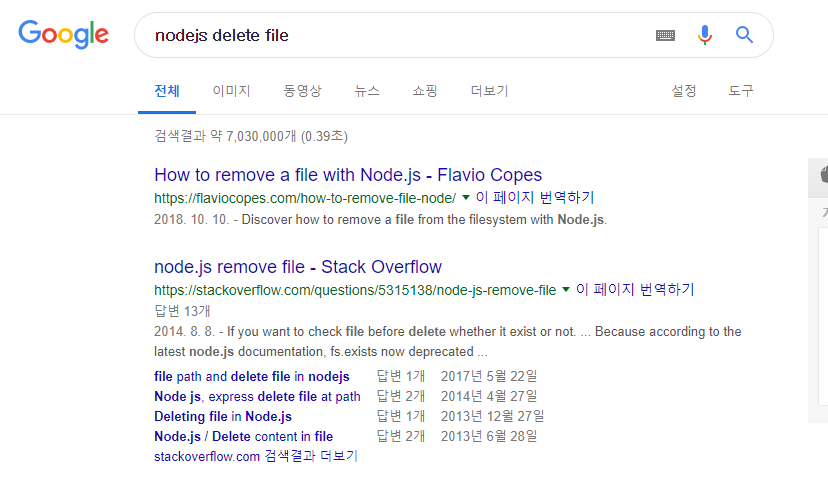 Google
nodejs delete file
전체 이미지 동영상 뉴스 쇼핑 더보기 설정 도구
검색결과 약 7,030,000개 (0.39초)
How to remove a file with Node.js - Flavio Copes
https://flaviocopes.com/how-to-remove-file-node/ ▼ 이 페이지 번역하기
2018. 10. 10. - Discover how to remove a file from the filesystem with Node.js.
node.js remove file - Stack Overflow
https://stackoverflow.com/questions/5315138/node-js-remove-file ▼ 이 페이지 번역하기
답변 13개
2014. 8. 8. - If you want to check file before delete whether it exist or not. ... Because according to the
latest node.js documentation, fs.exists now deprecated ...
file path and delete file in nodejs 답변 1개 2017년 5월 22일
Node js, express delete file at path 답변 2개 2014년 4월 27일
Deleting file in Node.js 답변 1개 2013년 12월 27일
Node.js / Delete content in file 답변 2개 2013년 6월 28일
stackoverflow.com 검색결과 더보기